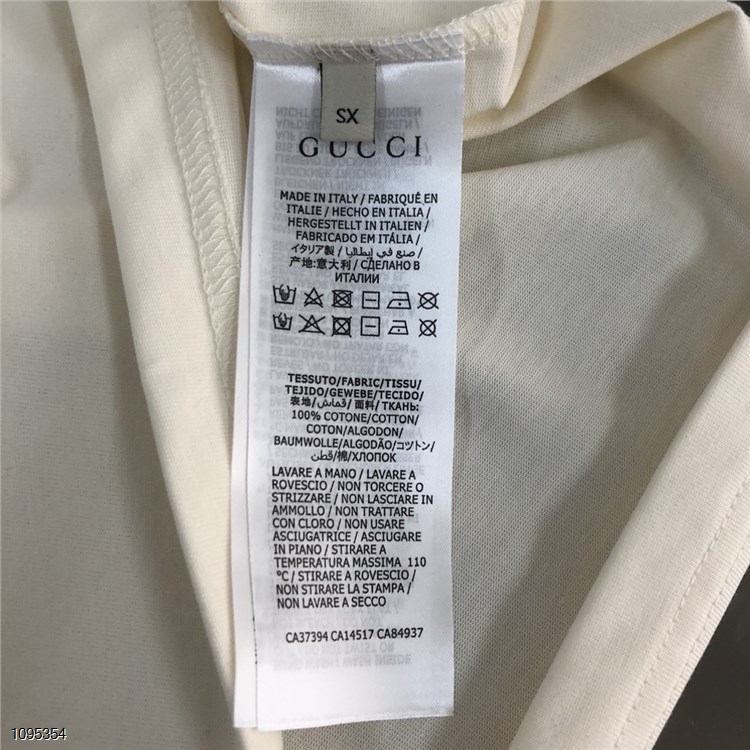 SX
GUCCI
MADE IN ITALY / FABRIQUÉ EN
ITALIE / HECHO EN ITALIA /
HERGESTELLT IN ITALIEN /
FABRICADO EM ITÁLIA /
イタリア製 / صنع في إيطاليا /
产地:意大利 / СДЕЛАНО В
ИТАЛИИ
TESSUTO/FABRIC/TISSU/
TEJIDO/GEWEBE/TECIDO/
表地/قماش/面料/ТКАНЬ:
100% COTONE/COTTON/
COTON/ALGODON/
BAUMWOLLE/ALGODÃO/コツトン/
قطن/棉/ХЛОПОК
LAVARE A MANO / LAVARE A
ROVESCIO / NON TORCERE O
STRIZZARE / NON LASCIARE IN
AMMOLLO / NON TRATTARE
CON CLORO / NON USARE
ASCIUGATRICE / ASCIUGARE
IN PIANO / STIRARE A
TEMPERATURA MASSIMA 110
°C / STIRARE A ROVESCIO /
NON STIRARE LA STAMPA /
NON LAVARE A SECCO
CA37394 CA14517 CA84937
1095354